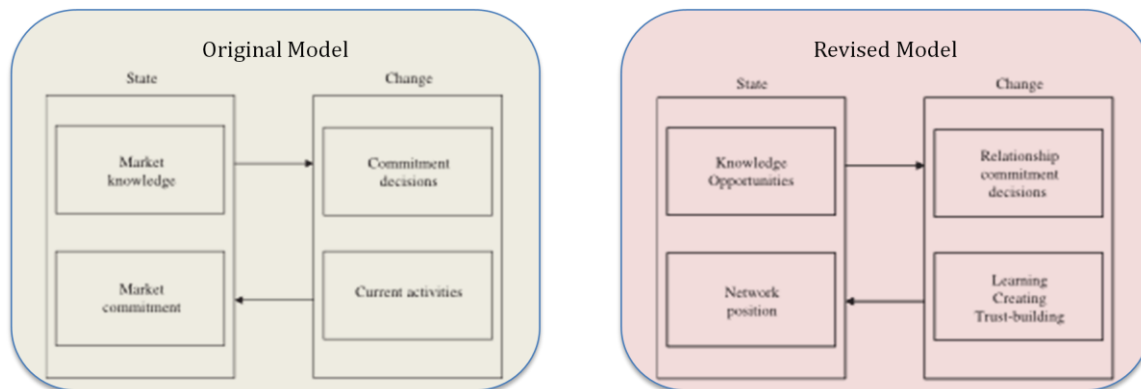 Original Model
State
Change
Market
knowledge
Commitment
decisions
Market
commitment
Current activities
Revised Model
State
Change
Knowledge
Opportunities
Relationship
commitment
decisions
Network
position
Learning
Creating
Trust-building